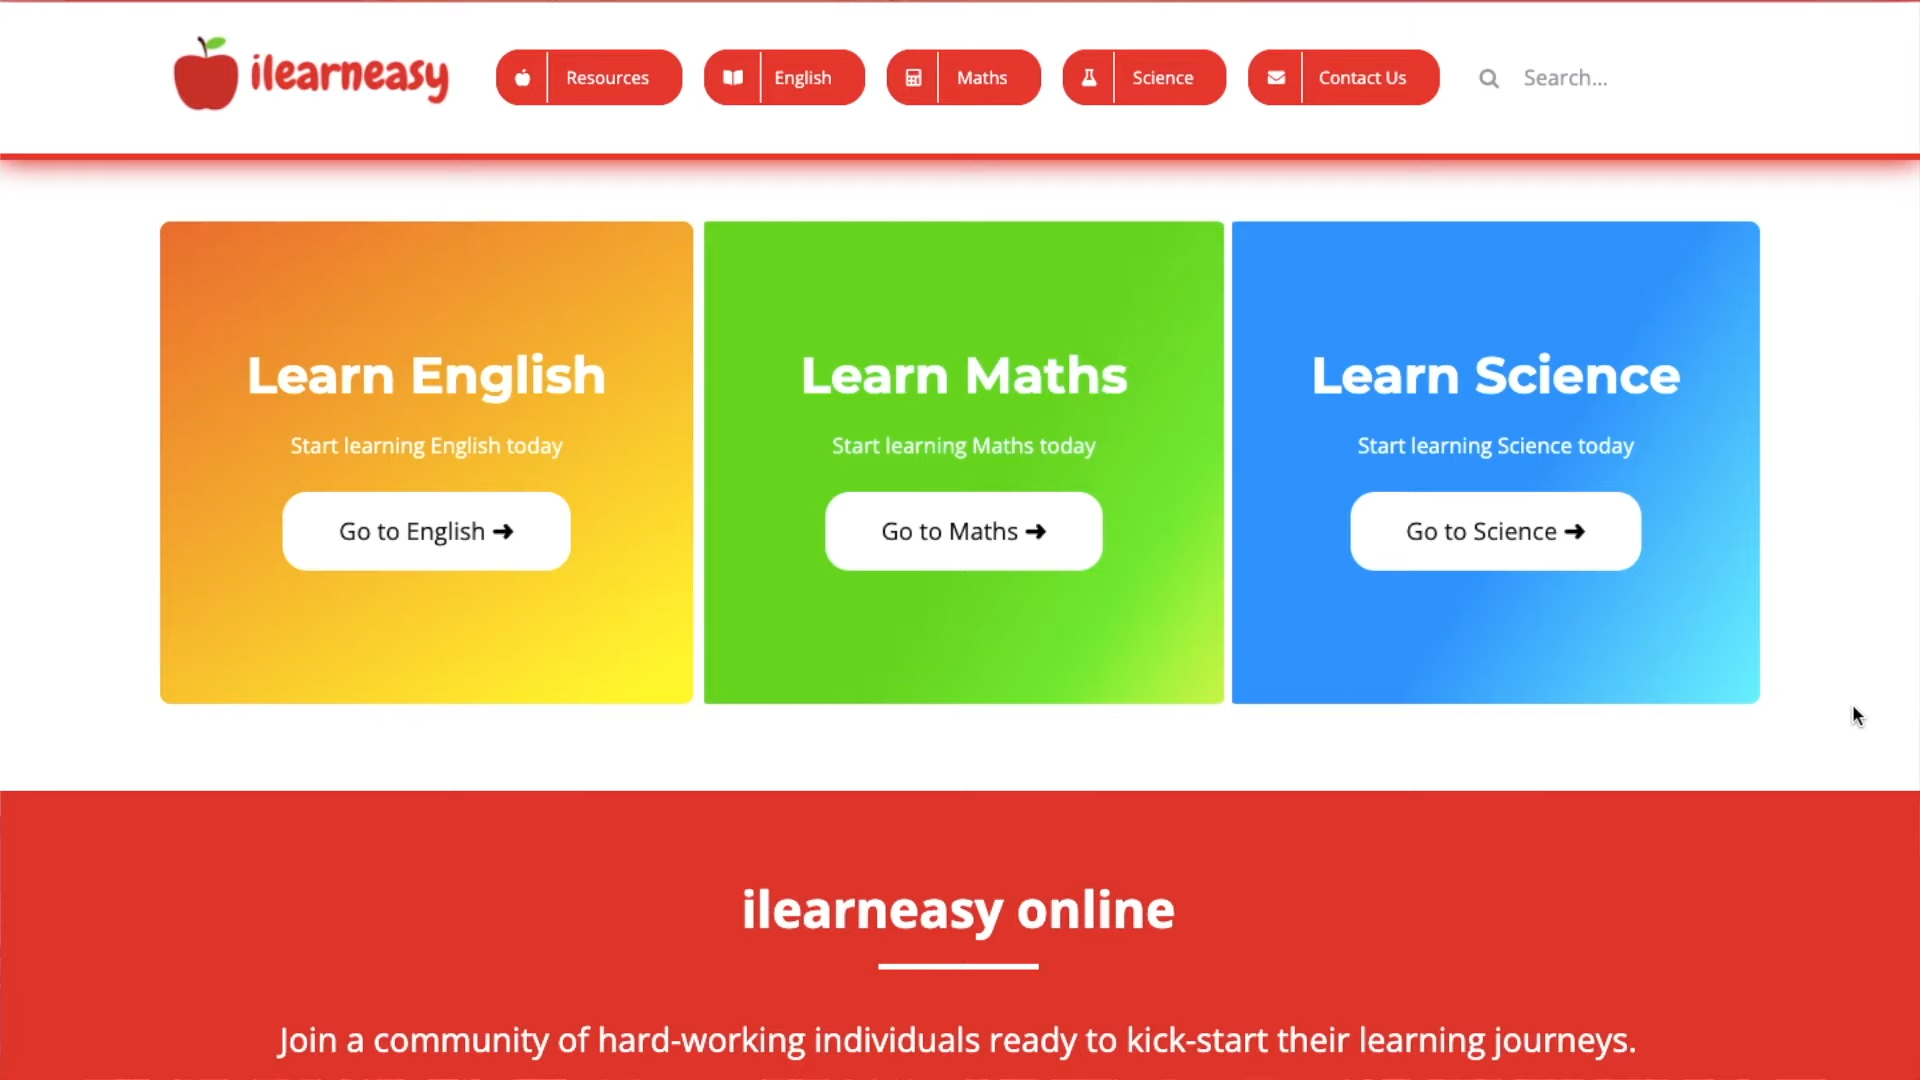 ilearneasy
Resources
English
Maths
Science
Contact Us
Search...
Learn English
Start learning English today
Go to English ➜
Learn Maths
Start learning Maths today
Go to Maths ➜
Learn Science
Start learning Science today
Go to Science ➜
ilearneasy online
Join a community of hard-working individuals ready to kick-start their learning journeys.